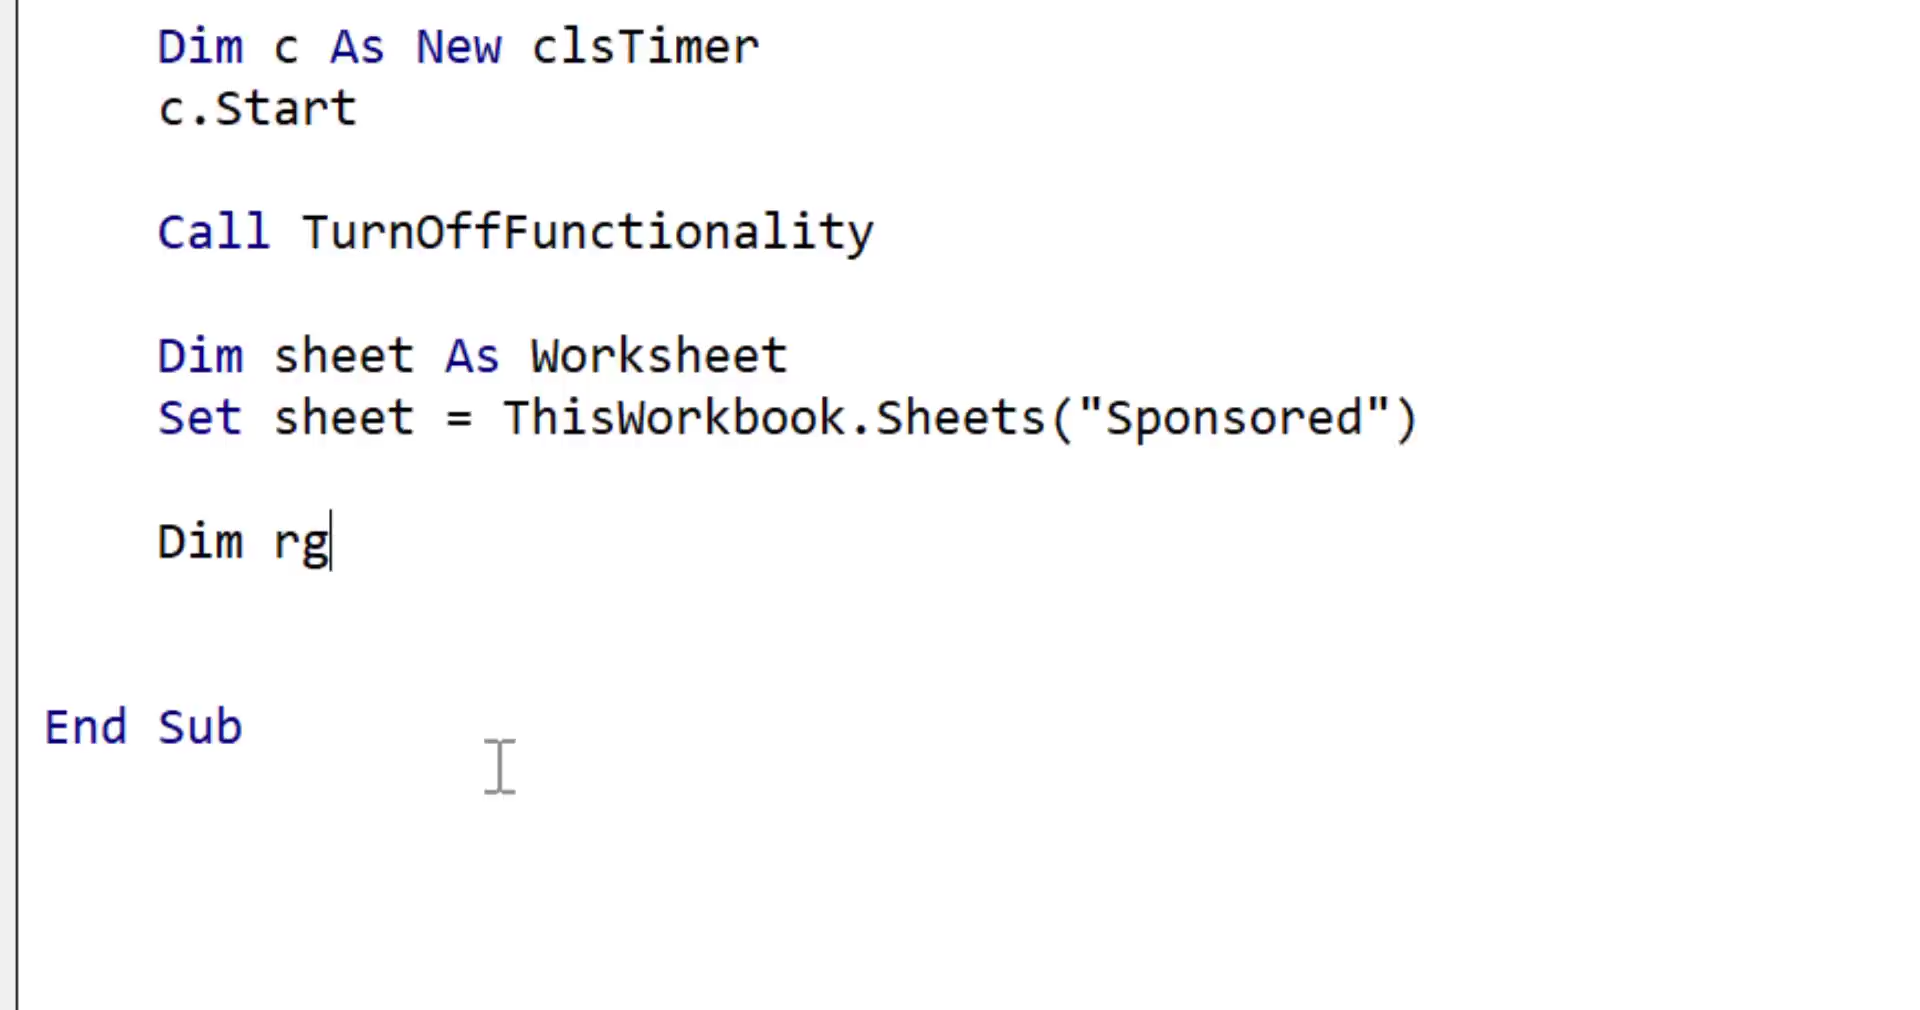 Dim c As New clsTimer
c.Start
Call TurnOffFunctionality
Dim sheet As Worksheet
Set sheet = ThisWorkbook.Sheets("Sponsored")
Dim rg
End Sub